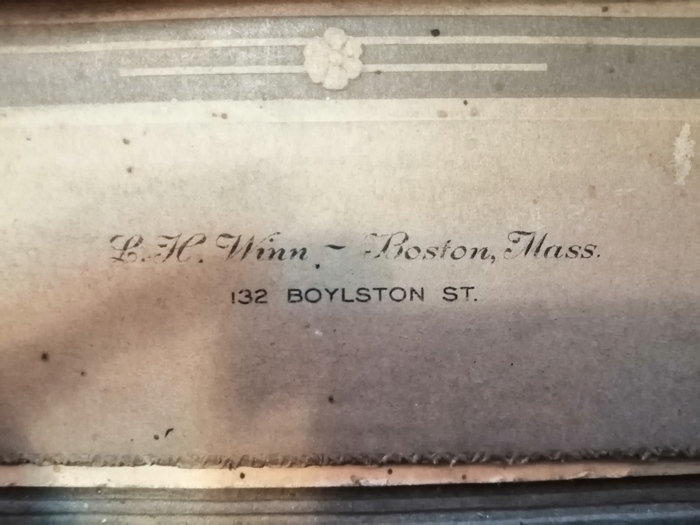 L. H. Winn - Boston, Mass.
132 BOYLSTON ST.